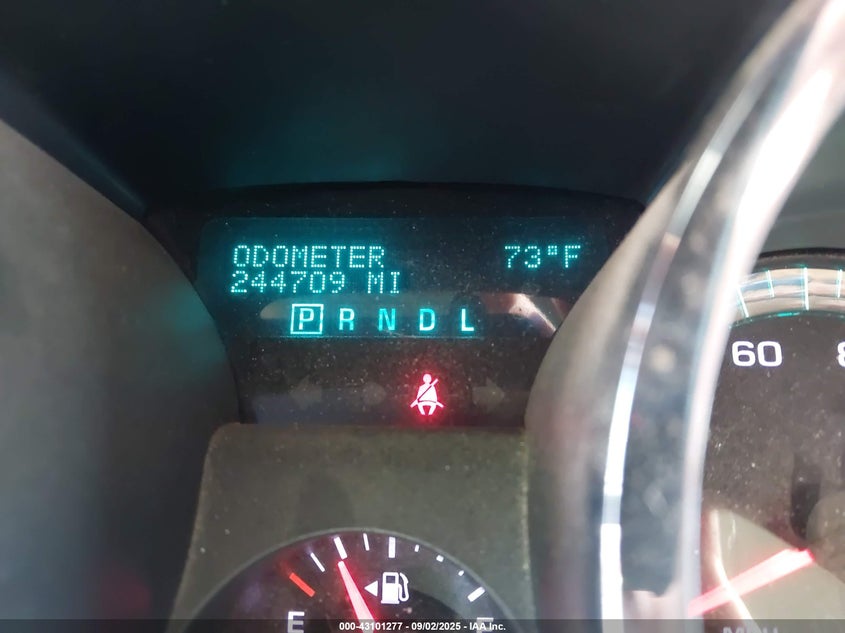 ODOMETER 73°F
244709 MI
P R N D L
60
E
000-43101277 - 09/02/2025 - IAA Inc.